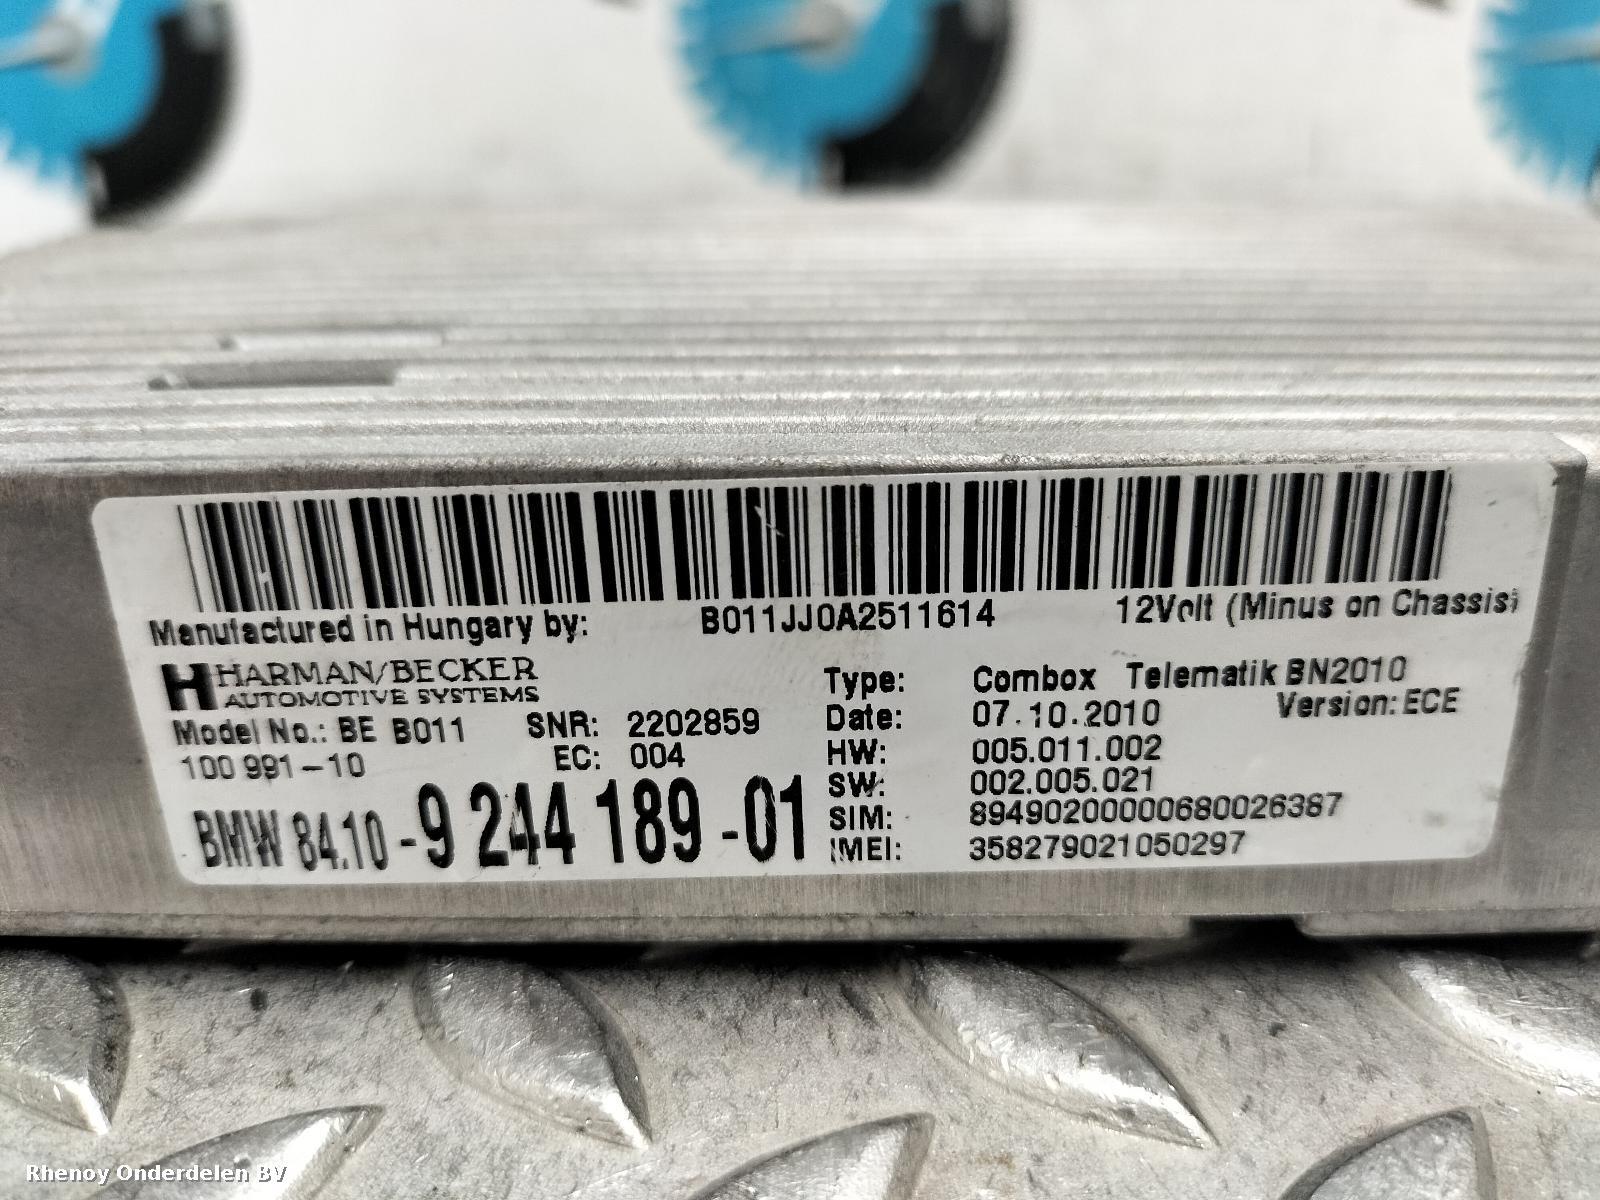 Manufactured in Hungary by: B011JJ0A2511614 12Volt (Minus on Chassis)
HARMAN/BECKER
AUTOMOTIVE SYSTEMS
Type: Combox Telematik BN2010
Model No.: BE B011 SNR: 2202859 Date: 07.10.2010 Version: ECE
100 991-10 EC: 004 HW: 005.011.002
SW: 002.005.021
BMW 84.10-9 244 189-01 SIM: 89490200000680026387
IMEI: 358279021050297
Rhenoy Onderdelen BV